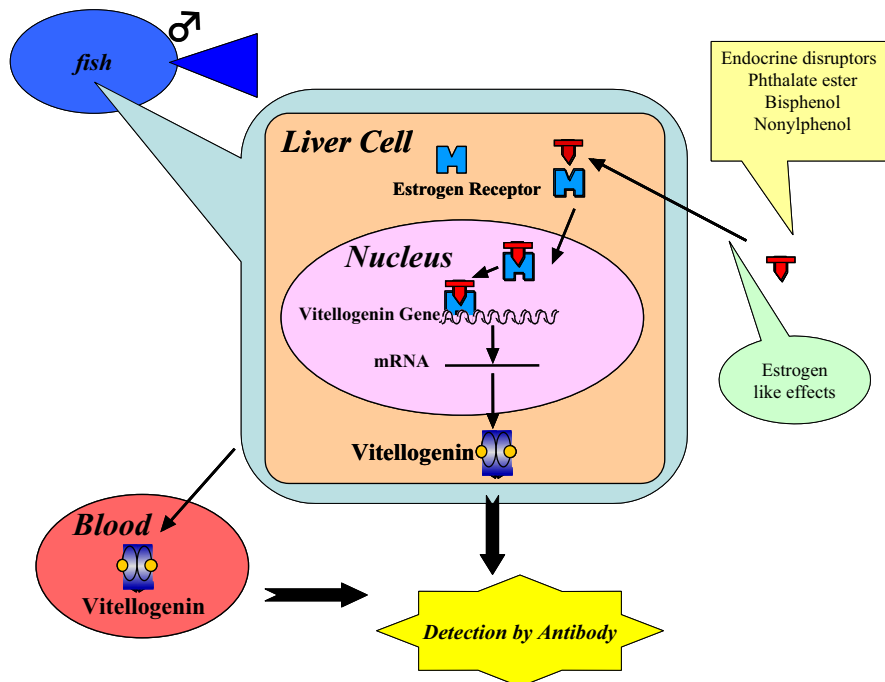 ♂
fish
Endocrine disruptors
Phthalate ester
Bisphenol
Nonylphenol
Liver Cell
Estrogen Receptor
Nucleus
Vitellogenin Gene
mRNA
Estrogen
like effects
Vitellogenin
Blood
Vitellogenin
Detection by Antibody